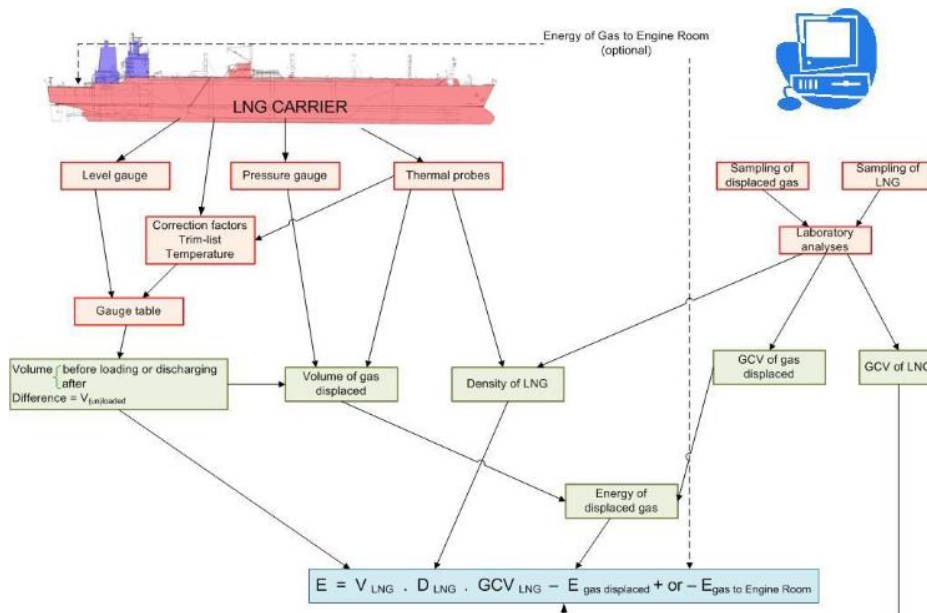 Energy of Gas to Engine Room
(optional)
LNG CARRIER
Level gauge
Pressure gauge
Thermal probes
Sampling of
displaced gas
Sampling of
LNG
Correction factors
Trim-list
Temperature
Laboratory
analyses
Gauge table
Volume { before loading or discharging
after
Difference = V(un)loaded
Volume of gas
displaced
Density of LNG
GCV of gas
displaced
GCV of LNG
Energy of
displaced gas
E = V LNG . D LNG . GCV LNG – E gas displaced + or – E gas to Engine Room